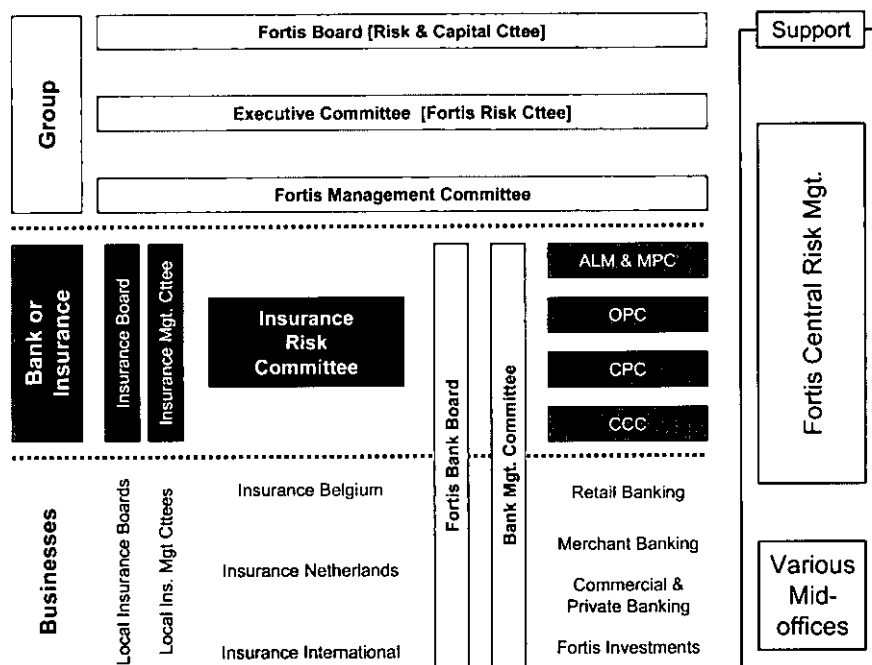 Fortis Board [Risk & Capital Cttee]
Support
Group
Executive Committee [Fortis Risk Cttee]
Fortis Management Committee
Fortis Central Risk Mgt.
Bank or
Insurance
Insurance Board
Insurance Mgt. Cttee
Insurance
Risk
Committee
Fortis Bank Board
Bank Mgt. Committee
ALM & MPC
OPC
CPC
CCC
Businesses
Local Insurance Boards
Local Ins. Mgt Cttees
Insurance Belgium
Insurance Netherlands
Insurance International
Retail Banking
Merchant Banking
Commercial &
Private Banking
Fortis Investments
Various
Mid-
offices